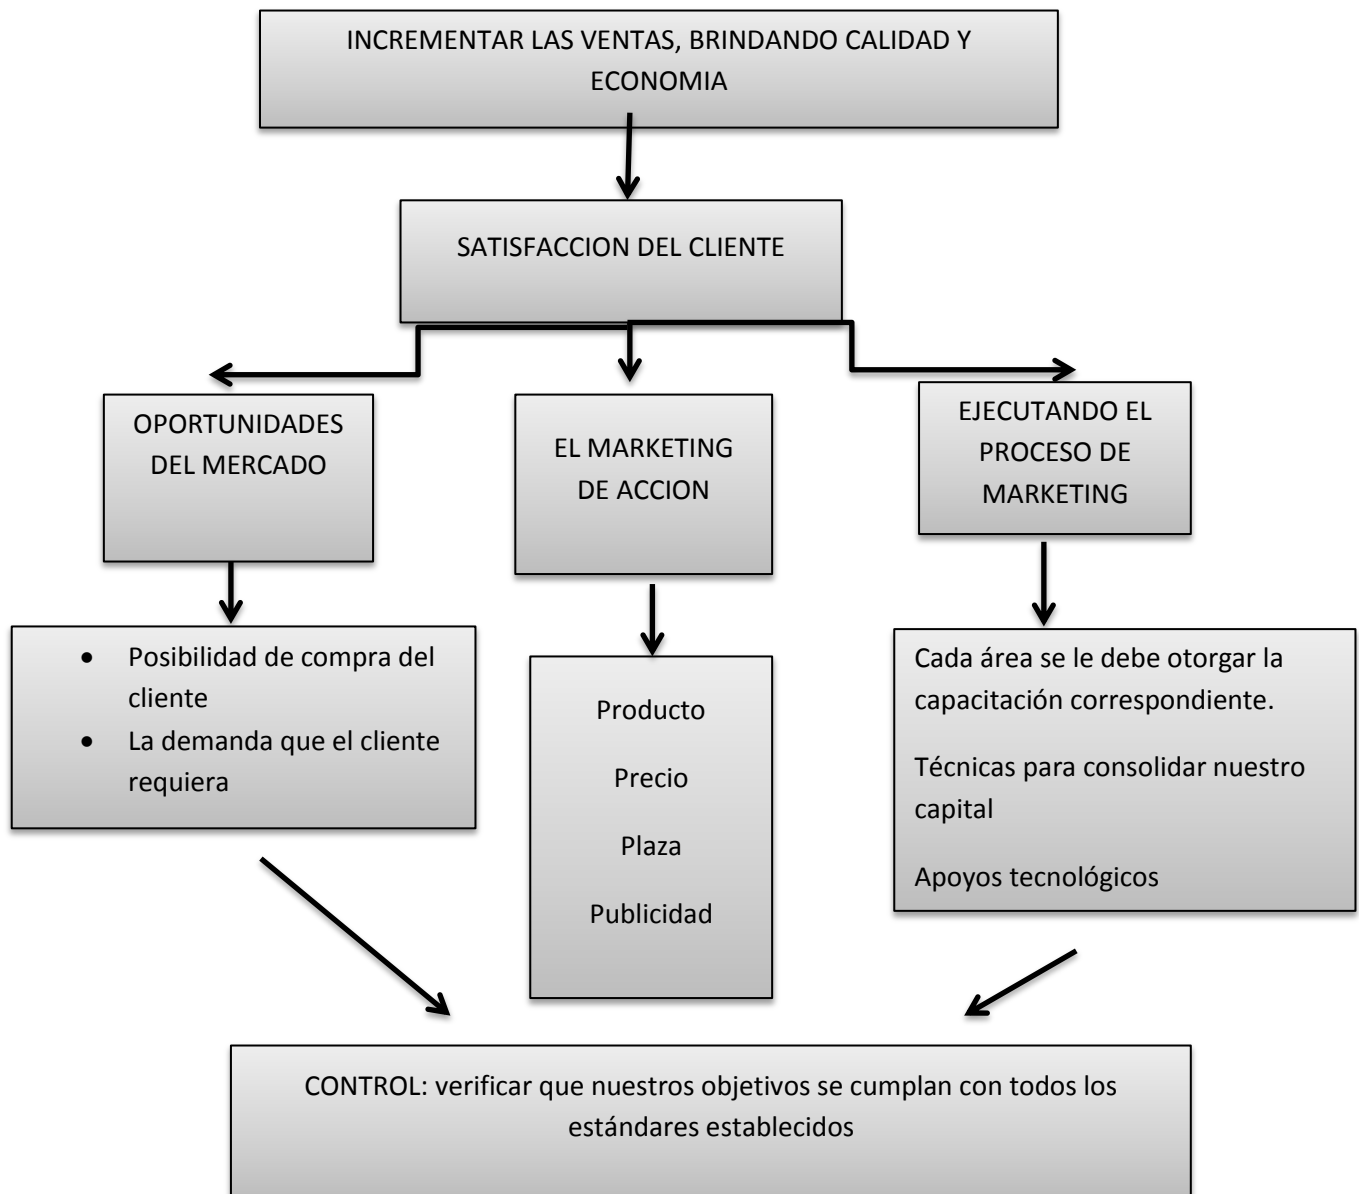 INCREMENTAR LAS VENTAS, BRINDANDO CALIDAD Y
ECONOMIA
SATISFACCION DEL CLIENTE
OPORTUNIDADES
DEL MERCADO
EL MARKETING
DE ACCION
EJECUTANDO EL
PROCESO DE
MARKETING
• Posibilidad de compra del
cliente
• La demanda que el cliente
requiera
Producto
Precio
Plaza
Publicidad
Cada área se le debe otorgar la
capacitación correspondiente.
Técnicas para consolidar nuestro
capital
Apoyos tecnológicos
CONTROL: verificar que nuestros objetivos se cumplan con todos los
estándares establecidos